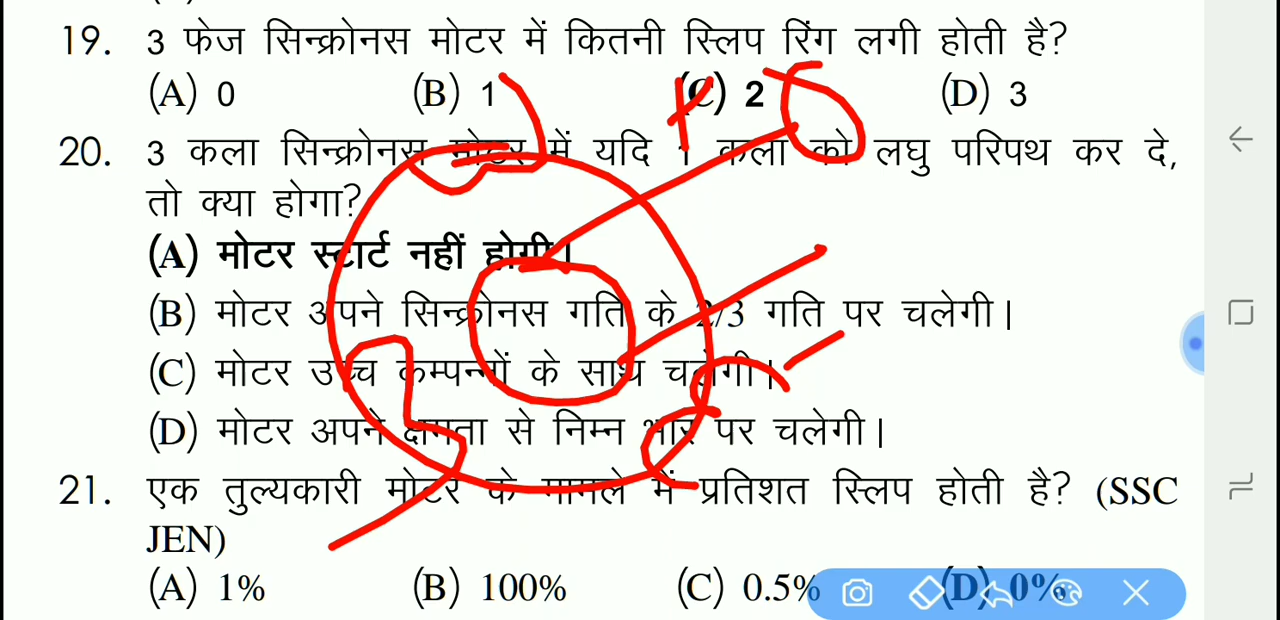 19. 3 फेज सिन्क्रोनस मोटर में कितनी स्लिप रिंग लगी होती है?
(A) 0 (B) 1 (C) 2 (D) 3
20. 3 कला सिन्क्रोनस मोटर में यदि 1 कला को लघु परिपथ कर दे,
तो क्या होगा?
(A) मोटर स्टार्ट नहीं होगी।
(B) मोटर अपने सिन्क्रोनस गति के 2/3 गति पर चलेगी।
(C) मोटर उच्च कम्पन्नों के साथ चलेगी।
(D) मोटर अपने क्षमता से निम्न भार पर चलेगी।
21. एक तुल्यकारी मोटर के मामले में प्रतिशत स्लिप होती है? (SSC
JEN)
(A) 1% (B) 100% (C) 0.5% (D) 0%